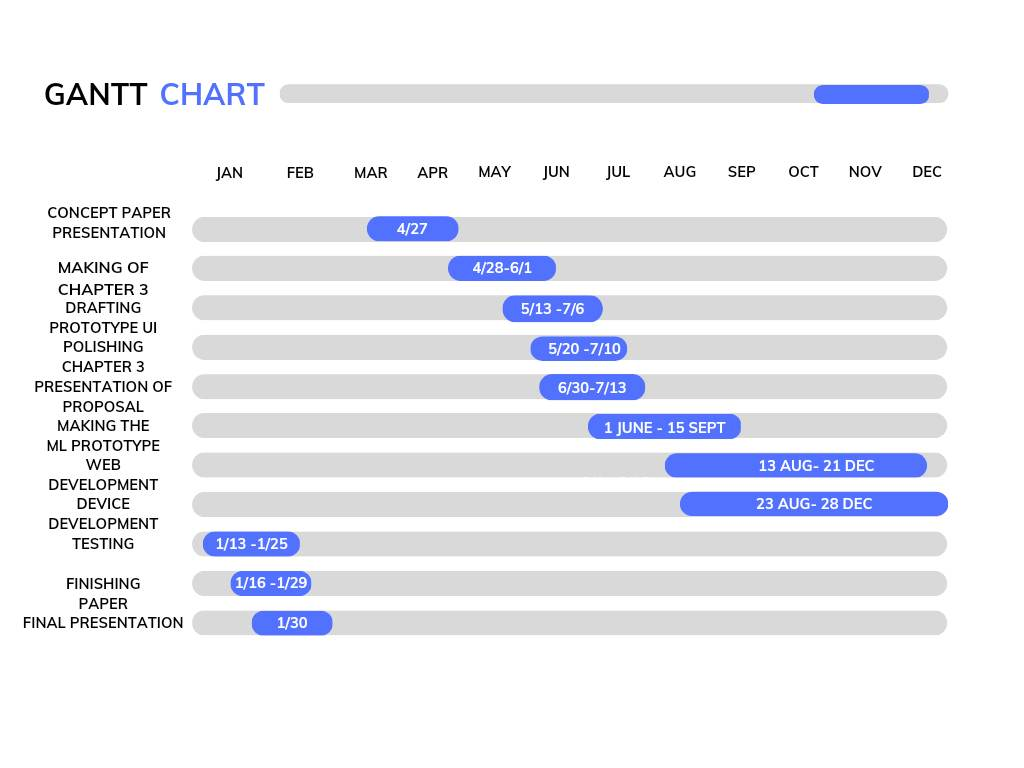 GANTT CHART
JAN FEB MAR APR MAY JUN JUL AUG SEP OCT NOV DEC
CONCEPT PAPER
PRESENTATION
4/27
MAKING OF
CHAPTER 3
4/28-6/1
DRAFTING
PROTOTYPE UI
5/13 -7/6
POLISHING
CHAPTER 3
5/20 -7/10
PRESENTATION OF
PROPOSAL
6/30-7/13
MAKING THE
ML PROTOTYPE
1 JUNE - 15 SEPT
WEB
DEVELOPMENT
13 AUG- 21 DEC
DEVICE
DEVELOPMENT
23 AUG- 28 DEC
TESTING
1/13 -1/25
FINISHING
PAPER
1/16 -1/29
FINAL PRESENTATION
1/30